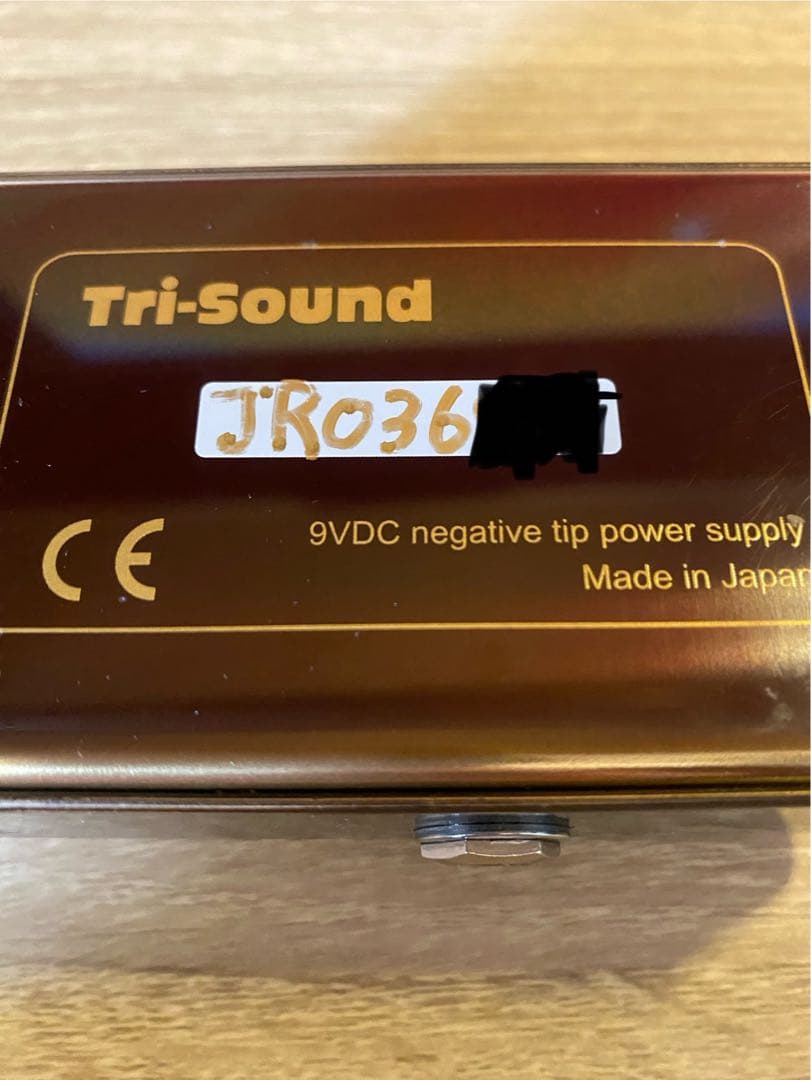 Tri-Sound
JR036
CE
9VDC negative tip power supply
Made in Japan